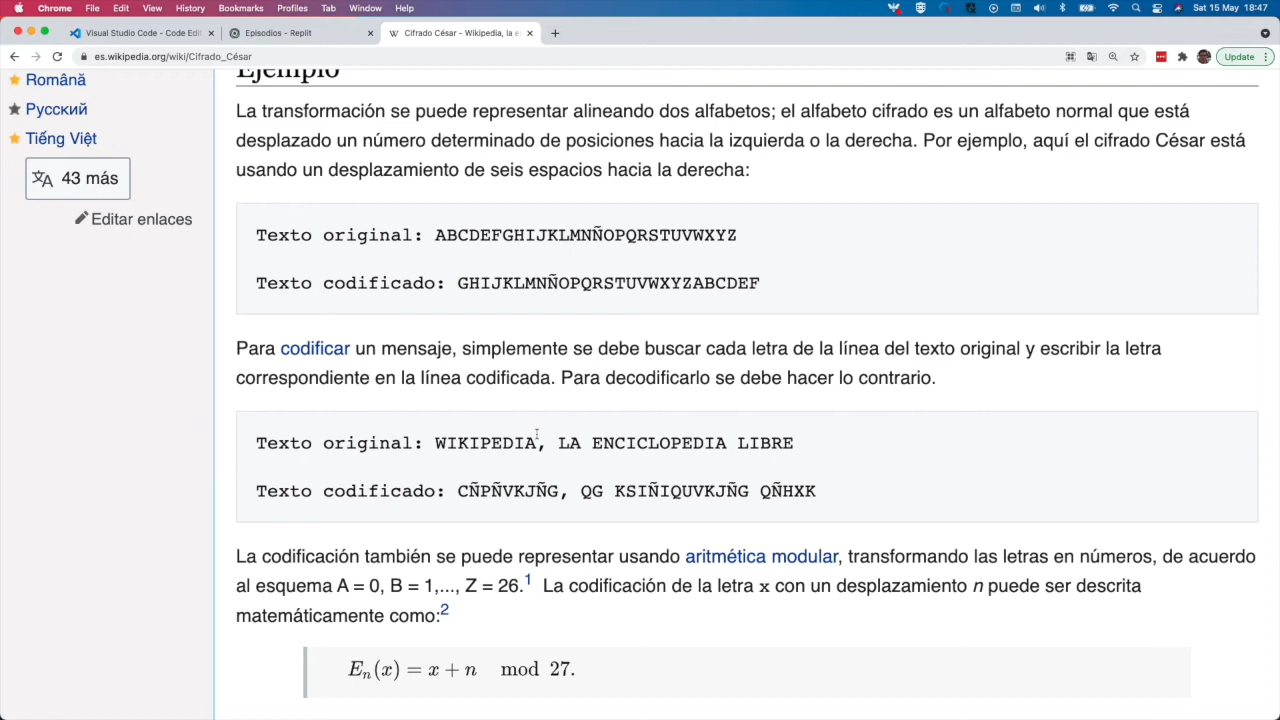 Chrome File Edit View History Bookmarks Profiles Tab Window Help Sat 15 May 18:47
Visual Studio Code - Code Edit Episodios - Replit Cifrado César – Wikipedia, la e
es.wikipedia.org/wiki/Cifrado_César Update
Ejemplo
Română
Русский
Tiếng Việt
43 más
Editar enlaces
La transformación se puede representar alineando dos alfabetos; el alfabeto cifrado es un alfabeto normal que está
desplazado un número determinado de posiciones hacia la izquierda o la derecha. Por ejemplo, aquí el cifrado César está
usando un desplazamiento de seis espacios hacia la derecha:
Texto original: ABCDEFGHIJKLMNÑOPQRSTUVWXYZ
Texto codificado: GHIJKLMNÑOPQRSTUVWXYZABCDEF
Para codificar un mensaje, simplemente se debe buscar cada letra de la línea del texto original y escribir la letra
correspondiente en la línea codificada. Para decodificarlo se debe hacer lo contrario.
Texto original: WIKIPEDIA, LA ENCICLOPEDIA LIBRE
Texto codificado: CÑPÑVKJÑG, QG KSIÑIQUVKJÑG QÑHXK
La codificación también se puede representar usando aritmética modular, transformando las letras en números, de acuerdo
al esquema A = 0, B = 1,..., Z = 26.1 La codificación de la letra x con un desplazamiento n puede ser descrita
matemáticamente como:2
En(x) = x + n mod 27.